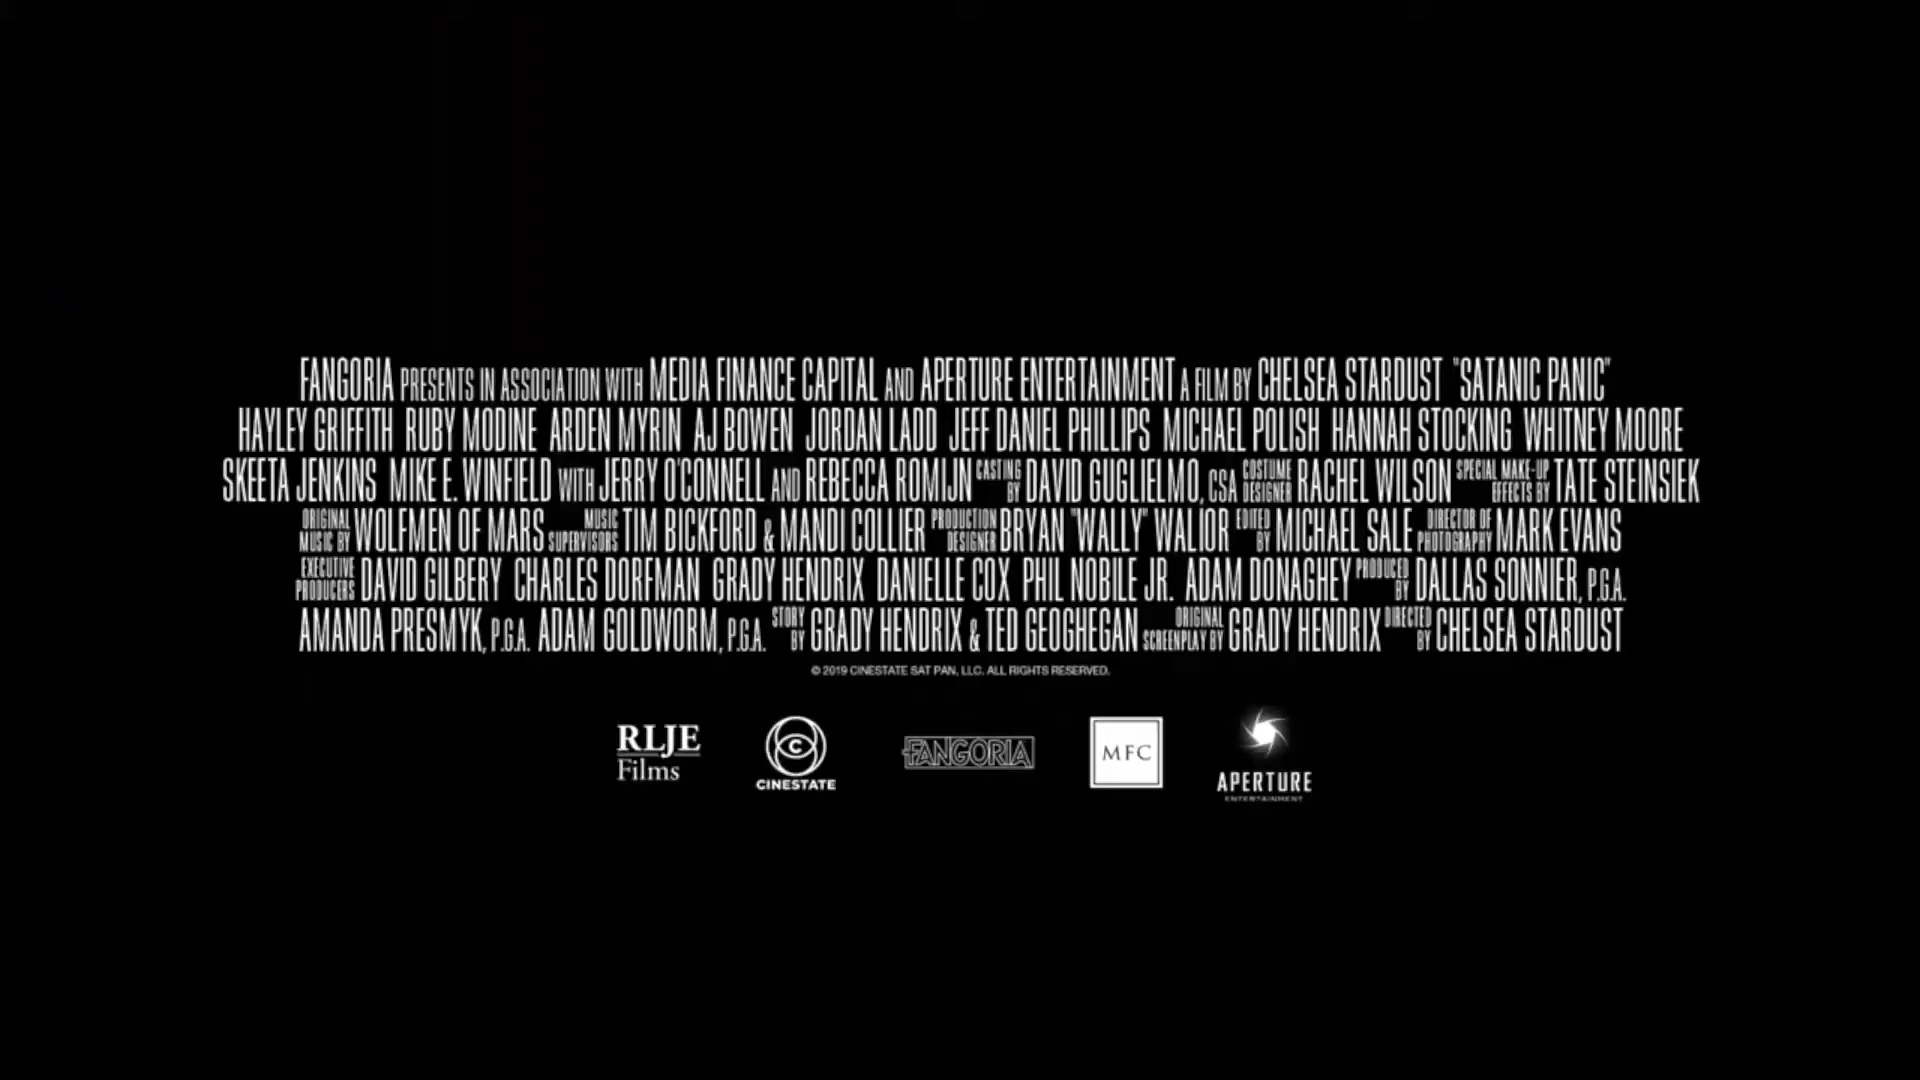 FANGORIA PRESENTS IN ASSOCIATION WITH MEDIA FINANCE CAPITAL AND APERTURE ENTERTAINMENT A FILM BY CHELSEA STARDUST "SATANIC PANIC"
HAYLEY GRIFFITH RUBY MODINE ARDEN MYRIN AJ BOWEN JORDAN LADD JEFF DANIEL PHILLIPS MICHAEL POLISH HANNAH STOCKING WHITNEY MOORE
SKEETA JENKINS MIKE E. WINFIELD WITH JERRY O'CONNELL AND REBECCA ROMIJN CASTING BY DAVID GUGLIELMO, CSA COSTUME DESIGNER RACHEL WILSON SPECIAL MAKE-UP EFFECTS BY TATE STEINSIEK
ORIGINAL MUSIC BY WOLFMEN OF MARS MUSIC SUPERVISORS TIM BICKFORD & MANDI COLLIER PRODUCTION DESIGNER BRYAN "WALLY" WALIOR EDITED BY MICHAEL SALE DIRECTOR OF PHOTOGRAPHY MARK EVANS
EXECUTIVE PRODUCERS DAVID GILBERY CHARLES DORFMAN GRADY HENDRIX DANIELLE COX PHIL NOBILE JR. ADAM DONAGHEY PRODUCED BY DALLAS SONNIER, P.G.A.
AMANDA PRESMYK, P.G.A. ADAM GOLDWORM, P.G.A. STORY BY GRADY HENDRIX & TED GEOGHEGAN ORIGINAL SCREENPLAY BY GRADY HENDRIX DIRECTED BY CHELSEA STARDUST
© 2019 CINESTATE SAT PAN, LLC. ALL RIGHTS RESERVED.
RLJE
Films
CINESTATE
FANGORIA
MFC
APERTURE
ENTERTAINMENT